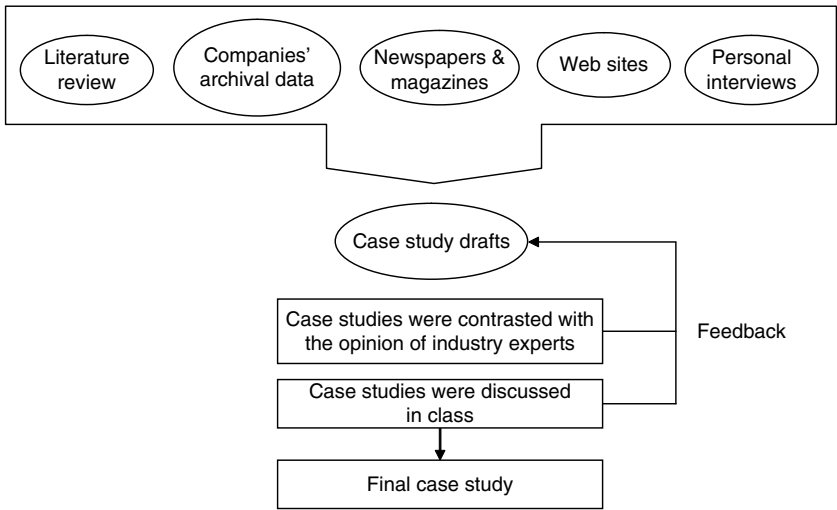 Literature
review
Companies'
archival data
Newspapers &
magazines
Web sites
Personal
interviews
Case study drafts
Case studies were contrasted with
the opinion of industry experts
Feedback
Case studies were discussed
in class
Final case study